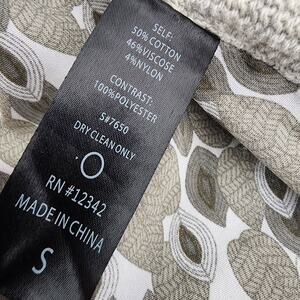 SELF:
50%COTTON
46%VISCOSE
4%NYLON
CONTRAST:
100%POLYESTER
S#7650
DRY CLEAN ONLY
RN #12342
MADE IN CHINA
S